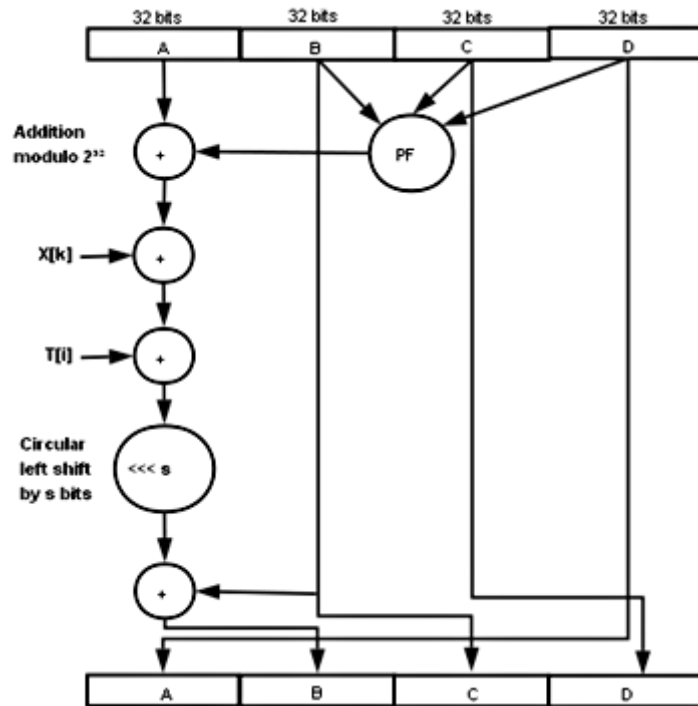 32 bits 32 bits 32 bits 32 bits
A B C D
Addition
modulo 2³²
+
PF
X[k]
+
T[i]
+
Circular
left shift
by s bits
<<< s
+
A B C D